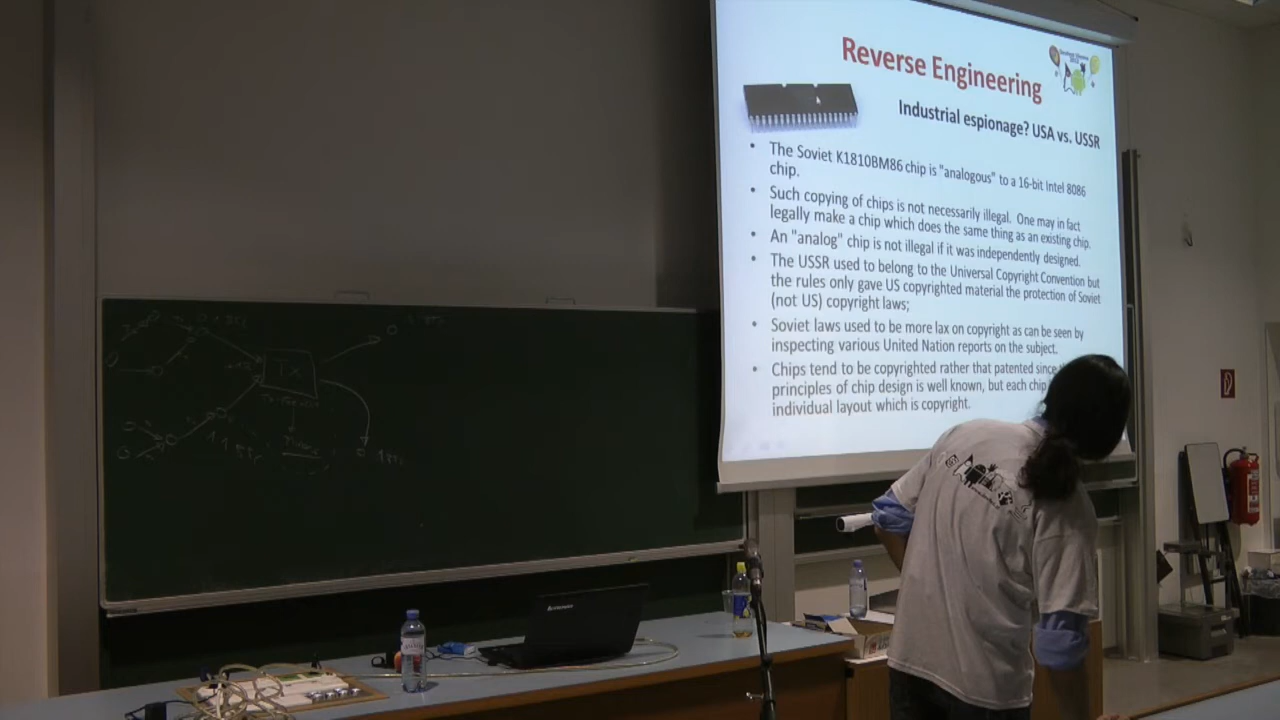 Reverse Engineering
Industrial espionage? USA vs. USSR
• The Soviet K1810BM86 chip is "analogous" to a 16-bit Intel 8086
chip.
• Such copying of chips is not necessarily illegal. One may in fact
legally make a chip which does the same thing as an existing chip.
• An "analog" chip is not illegal if it was independently designed.
• The USSR used to belong to the Universal Copyright Convention but
the rules only gave US copyrighted material the protection of Soviet
(not US) copyright laws;
• Soviet laws used to be more lax on copyright as can be seen by
inspecting various United Nation reports on the subject.
• Chips tend to be copyrighted rather that patented since
principles of chip design is well known, but each chip
individual layout which is copyright.
Tx
lenovo